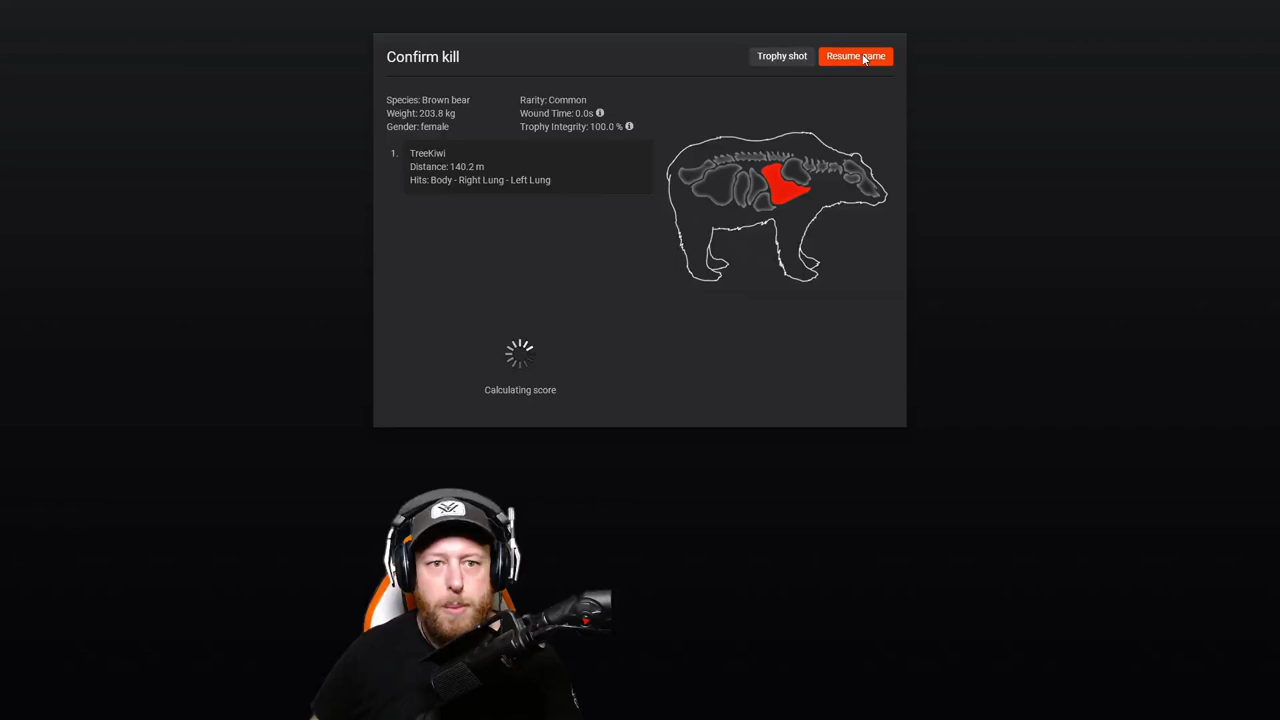 Confirm kill
Trophy shot
Resume game
Species: Brown bear
Weight: 203.8 kg
Gender: female
Rarity: Common
Wound Time: 0.0s
Trophy Integrity: 100.0 %
1.
TreeKiwi
Distance: 140.2 m
Hits: Body - Right Lung - Left Lung
Calculating score